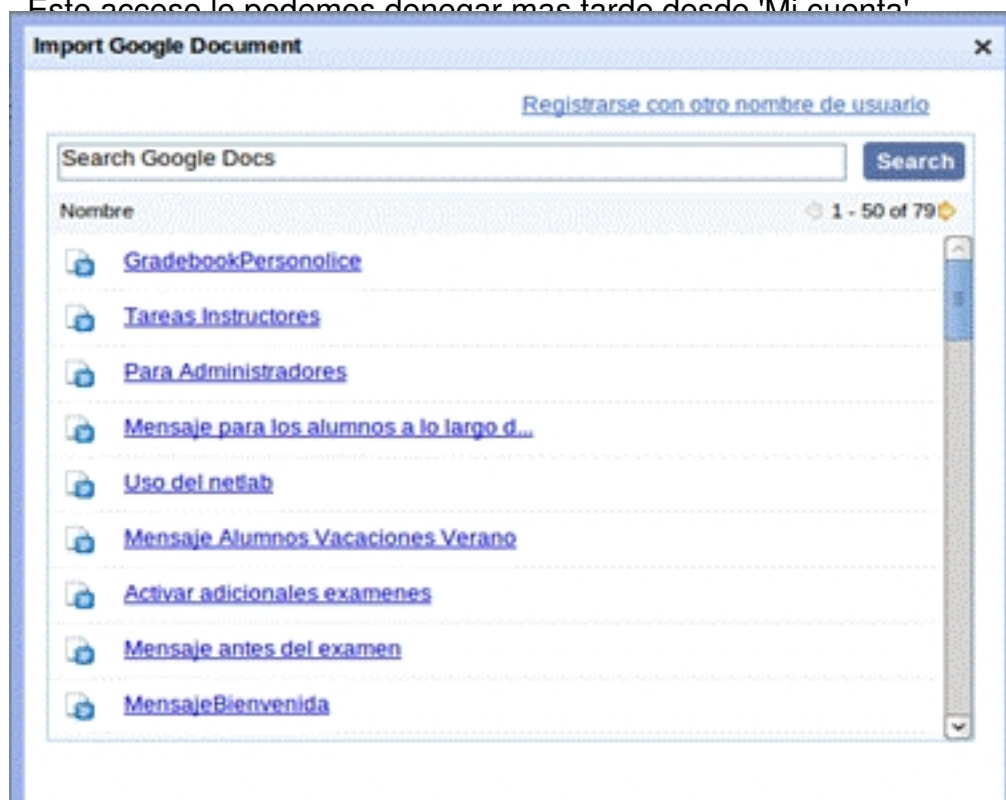 Este acceso lo podemos denegar mas tarde desde 'Mi cuenta'
Import Google Document
Registrarse con otro nombre de usuario
Search Google Docs
Search
Nombre
1 - 50 of 79
GradebookPersonolice
Tareas Instructores
Para Administradores
Mensaje para los alumnos a lo largo d...
Uso del netlab
Mensaje Alumnos Vacaciones Verano
Activar adicionales examenes
Mensaje antes del examen
MensajeBienvenida